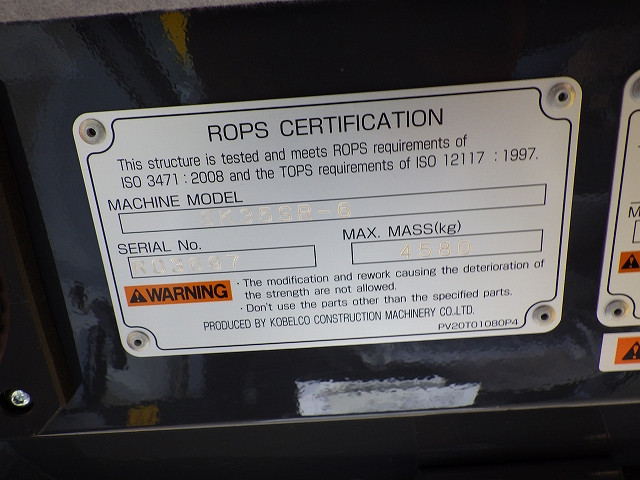 ROPS CERTIFICATION
This structure is tested and meets ROPS requirements of
ISO 3471 : 2008 and the TOPS requirements of ISO 12117 : 1997.
MACHINE MODEL
SK35SR-6
SERIAL No.
MAX. MASS(kg)
4580
WARNING
· The modification and rework causing the deterioration of
the strength are not allowed.
· Don't use the parts other than the specified parts.
PRODUCED BY KOBELCO CONSTRUCTION MACHINERY CO.,LTD.
PV20T01080P4
M